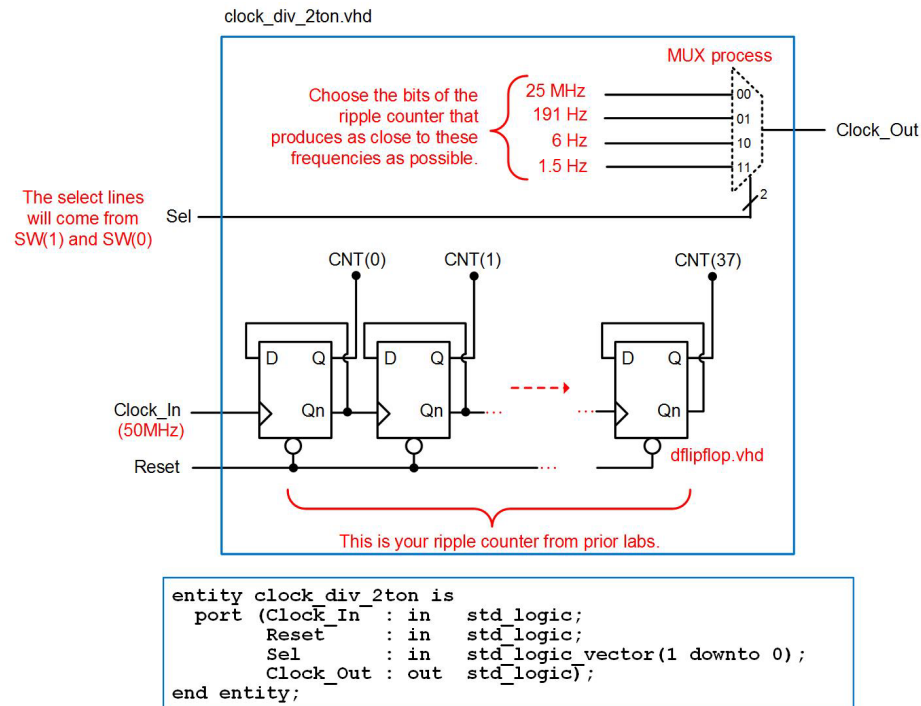 clock_div_2ton.vhd
MUX process
Choose the bits of the
ripple counter that
produces as close to these
frequencies as possible.
25 MHz
191 Hz
6 Hz
1.5 Hz
00
01
10
11
Clock_Out
2
The select lines
will come from
SW(1) and SW(0)
Sel
CNT(0)
CNT(1)
CNT(37)
D
Q
Qn
D
Q
Qn
D
Q
Qn
Clock_In
(50MHz)
Reset
dflipflop.vhd
This is your ripple counter from prior labs.
entity clock_div_2ton is
port (Clock_In : in std_logic;
Reset : in std_logic;
Sel : in std_logic_vector(1 downto 0);
Clock_Out : out std_logic);
end entity;